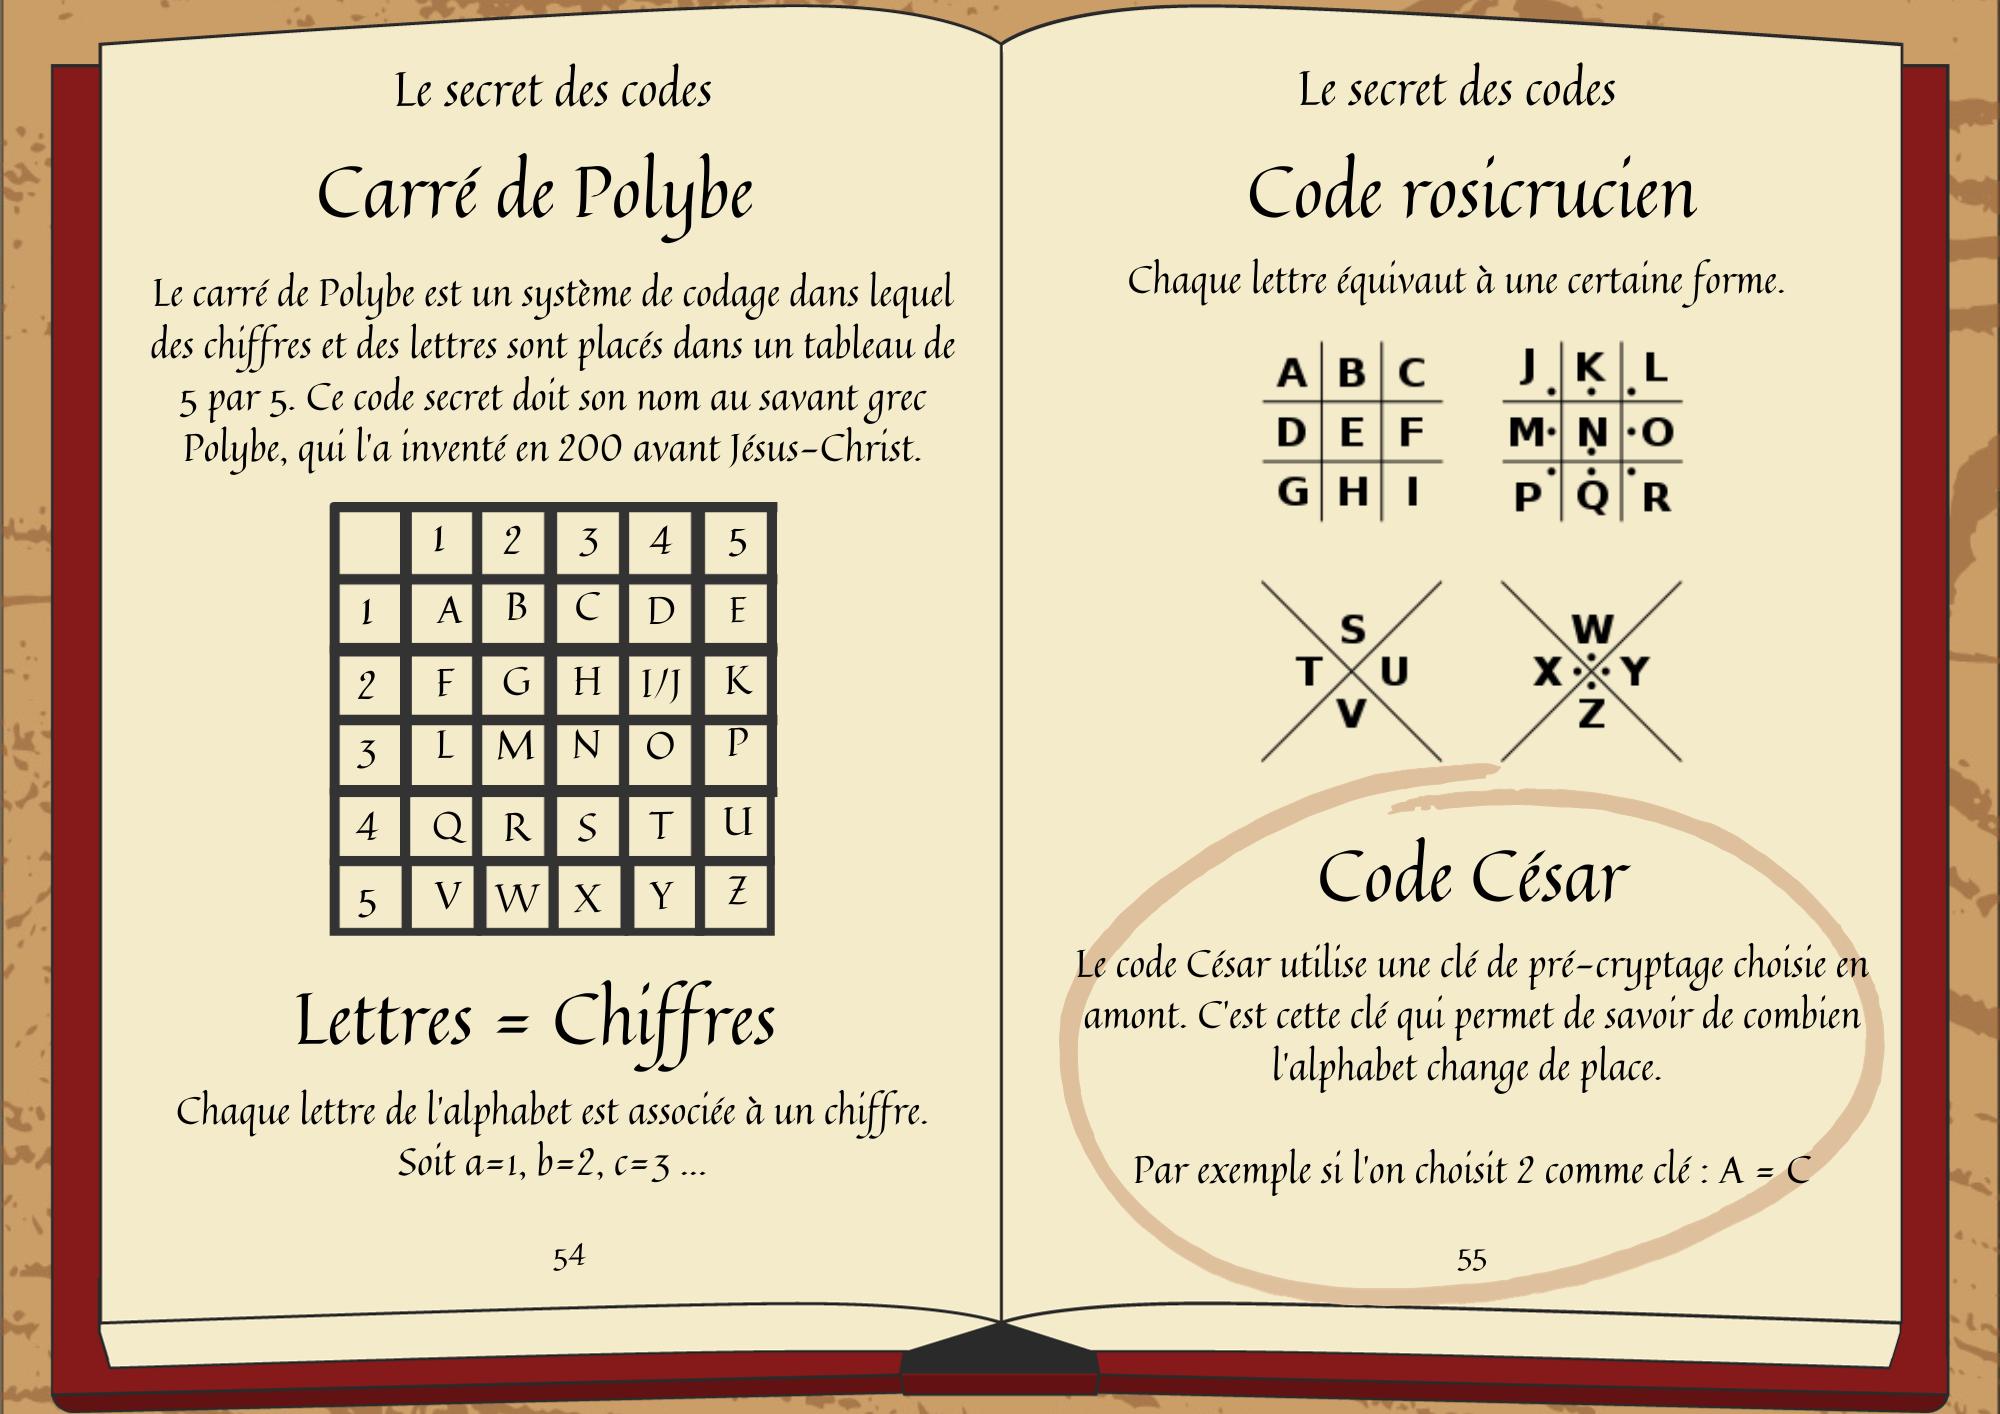 Le secret des codes
Carré de Polybe
Le carré de Polybe est un système de codage dans lequel
des chiffres et des lettres sont placés dans un tableau de
5 par 5. Ce code secret doit son nom au savant grec
Polybe, qui l'a inventé en 200 avant Jésus-Christ.
1 2 3 4 5
1 A B C D E
2 F G H I/J K
3 L M N O P
4 Q R S T U
5 V W X Y Z
Lettres = Chiffres
Chaque lettre de l'alphabet est associée à un chiffre.
Soit a=1, b=2, c=3 ...
54
Le secret des codes
Code rosicrucien
Chaque lettre équivaut à une certaine forme.
A B C
D E F
G H I
J K L
M N O
P Q R
S
T U
V
W
X Y
Z
Code César
Le code César utilise une clé de pré-cryptage choisie en
amont. C'est cette clé qui permet de savoir de combien
l'alphabet change de place.
Par exemple si l'on choisit 2 comme clé : A = C
55